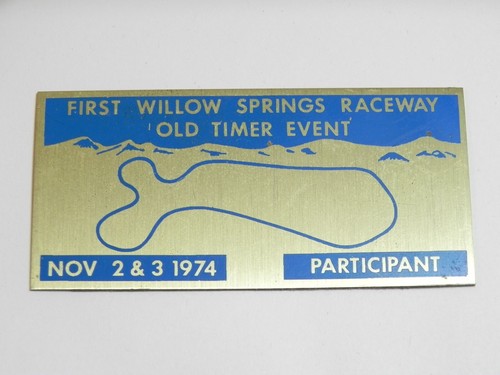 FIRST WILLOW SPRINGS RACEWAY
OLD TIMER EVENT
NOV 2 & 3 1974
PARTICIPANT